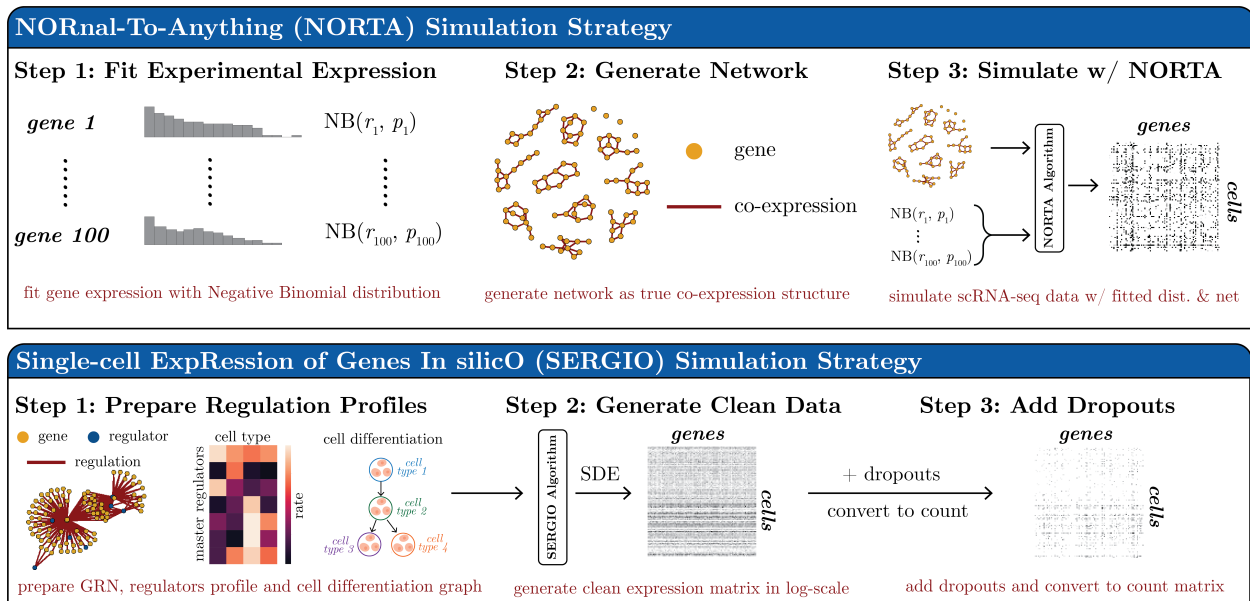 NORnal-To-Anything (NORTA) Simulation Strategy
Step 1: Fit Experimental Expression
gene 1
NB(r1, p1)
gene 100
NB(r100, p100)
fit gene expression with Negative Binomial distribution
Step 2: Generate Network
gene
co-expression
generate network as true co-expression structure
Step 3: Simulate w/ NORTA
NB(r1, p1)
NB(r100, p100)
NORTA Algorithm
genes
cells
simulate scRNA-seq data w/ fitted dist. & net
Single-cell ExpRession of Genes In silicO (SERGIO) Simulation Strategy
Step 1: Prepare Regulation Profiles
gene
regulator
regulation
cell type
master regulators
rate
cell differentiation
cell
type 1
cell
type 2
cell
type 3
cell
type 4
prepare GRN, regulators profile and cell differentiation graph
Step 2: Generate Clean Data
SERGIO Algorithm
SDE
genes
cells
generate clean expression matrix in log-scale
Step 3: Add Dropouts
+ dropouts
convert to count
genes
cells
add dropouts and convert to count matrix